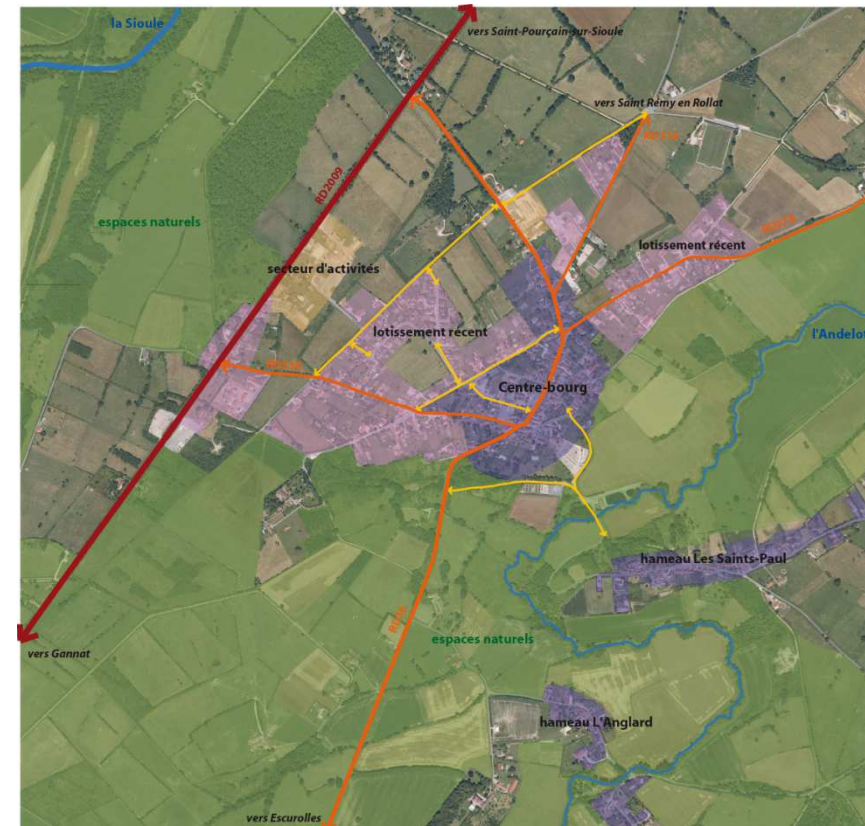 la Sioule
vers Saint-Pourçain-sur-Sioule
vers Saint Rémy en Rollat
RD2009
espaces naturels
lotissement récent
secteur d'activités
lotissement récent
l'Andelot
Centre-bourg
hameau Les Saints-Paul
espaces naturels
vers Gannat
hameau L'Anglard
vers Escurolles